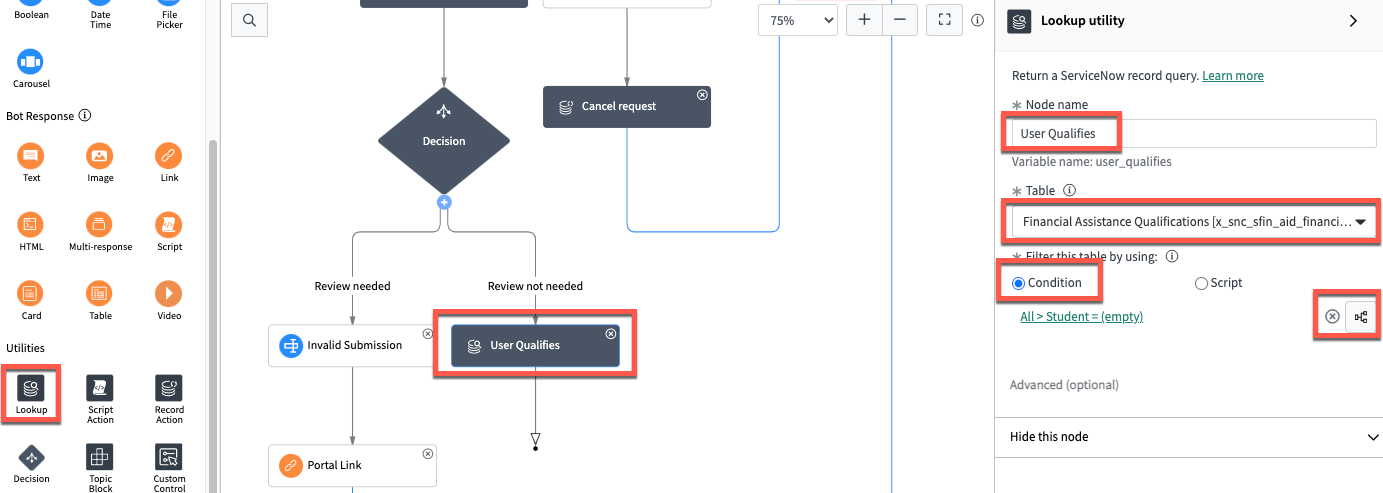 Boolean
Date
Time
File
Picker
Carousel
Bot Response
Text
Image
Link
HTML
Multi-response
Script
Card
Table
Video
Utilities
Lookup
Script
Action
Record
Action
Decision
Topic
Block
Custom
Control
75%
Cancel request
Decision
Review needed
Review not needed
Invalid Submission
User Qualifies
Portal Link
Lookup utility
Return a ServiceNow record query. Learn more
Node name
User Qualifies
Variable name: user_qualifies
Table
Financial Assistance Qualifications [x_snc_sfin_aid_financi...
Filter this table by using:
Condition
Script
All > Student = (empty)
Advanced (optional)
Hide this node